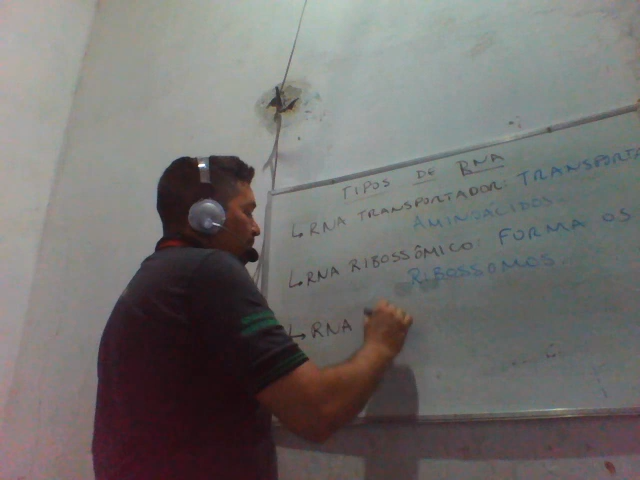 TIPOS DE RNA
↳ RNA TRANSPORTADOR: TRANSPORTA
AMINOÁCIDOS.
↳ RNA RIBOSSÔMICO: FORMA OS
RIBOSSOMOS.
↳ RNA